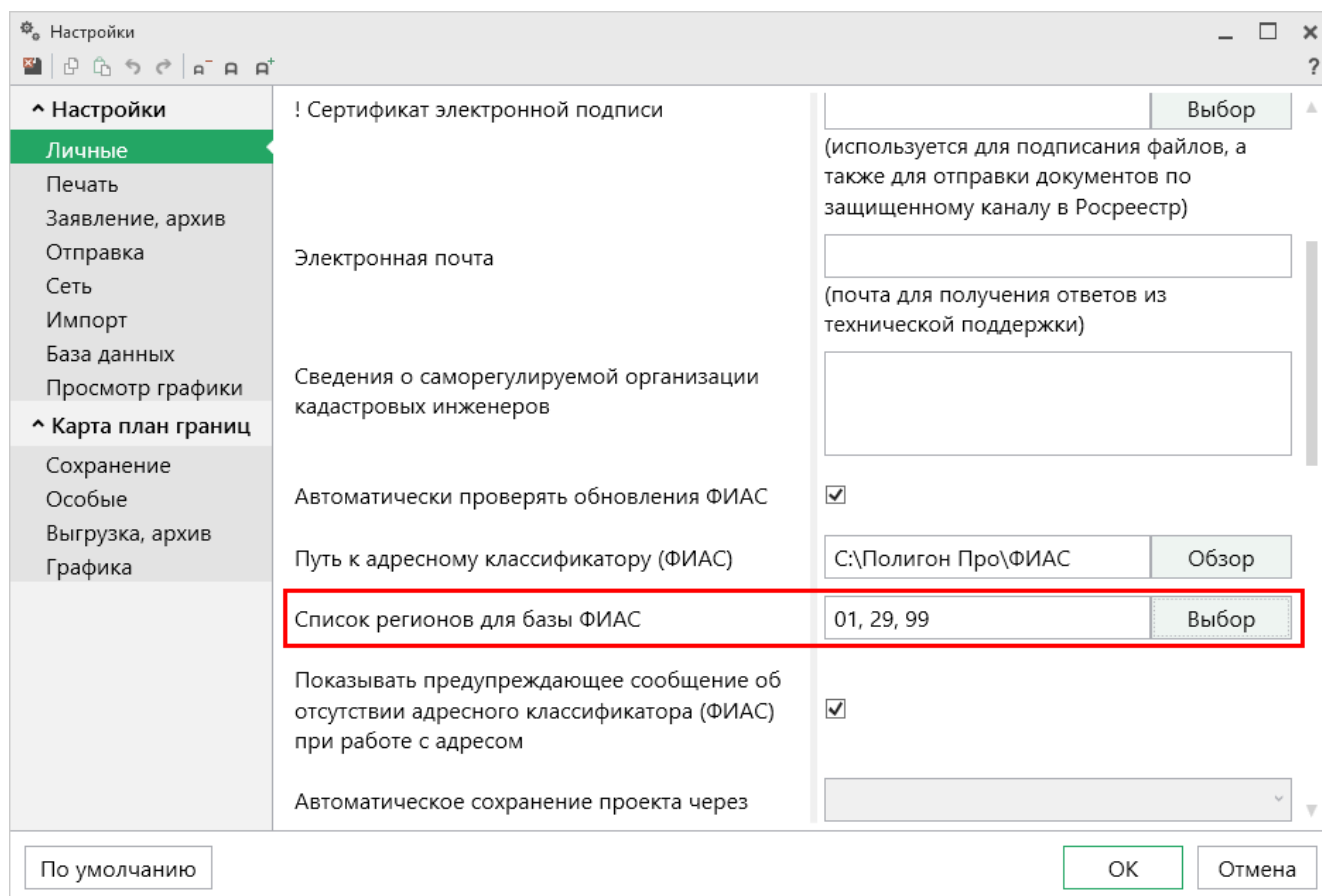 Настройки
?
Настройки
Личные
Печать
Заявление, архив
Отправка
Сеть
Импорт
База данных
Просмотр графики
Карта план границ
Сохранение
Особые
Выгрузка, архив
Графика
! Сертификат электронной подписи
Выбор
(используется для подписания файлов, а
также для отправки документов по
защищенному каналу в Росреестр)
Электронная почта
(почта для получения ответов из
технической поддержки)
Сведения о саморегулируемой организации
кадастровых инженеров
Автоматически проверять обновления ФИАС
Путь к адресному классификатору (ФИАС)
C:\Полигон Про\ФИАС
Обзор
Список регионов для базы ФИАС
01, 29, 99
Выбор
Показывать предупреждающее сообщение об
отсутствии адресного классификатора (ФИАС)
при работе с адресом
Автоматическое сохранение проекта через
По умолчанию
OK
Отмена